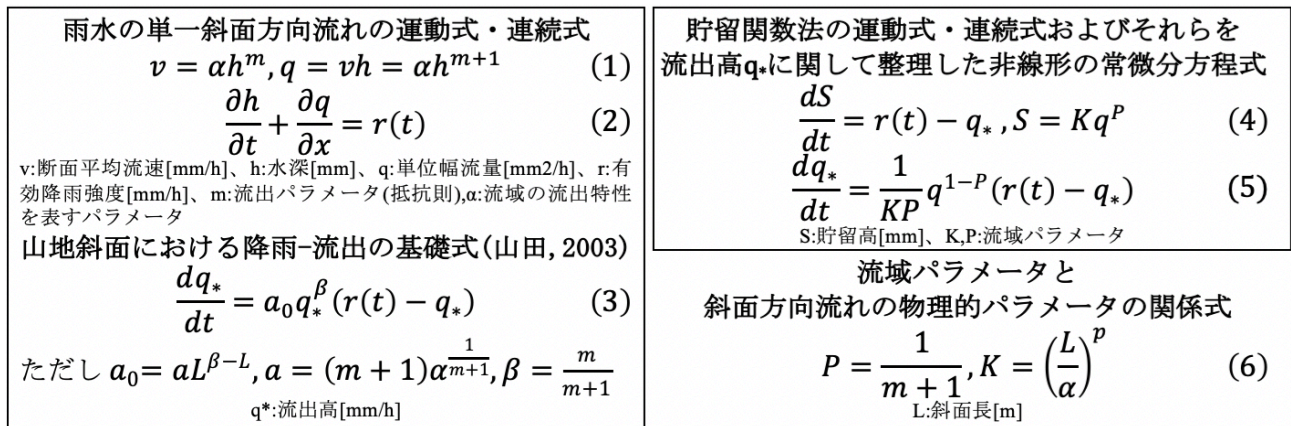 雨水の単一斜面方向流れの運動式・連続式
v = αh^m, q = vh = αh^{m+1} (1)
∂h/∂t + ∂q/∂x = r(t) (2)
v:断面平均流速[mm/h]、h:水深[mm]、q:単位幅流量[mm2/h]、r:有
効降雨強度[mm/h]、m:流出パラメータ(抵抗則),α:流域の流出特性
を表すパラメータ
山地斜面における降雨-流出の基礎式(山田, 2003)
dq_*/dt = a_0 q_*^β (r(t) − q_*) (3)
ただし a_0= aL^{β−L}, a = (m + 1)α^{1/(m+1)}, β = m/(m+1)
q*:流出高[mm/h]
貯留関数法の運動式・連続式およびそれらを
流出高q_*に関して整理した非線形の常微分方程式
dS/dt = r(t) − q_* , S = Kq^P (4)
dq_*/dt = 1/(KP) q^{1−P}(r(t) − q_*) (5)
S:貯留高[mm]、K,P:流域パラメータ
流域パラメータと
斜面方向流れの物理的パラメータの関係式
P = 1/(m + 1), K = (L/α)^p (6)
L:斜面長[m]